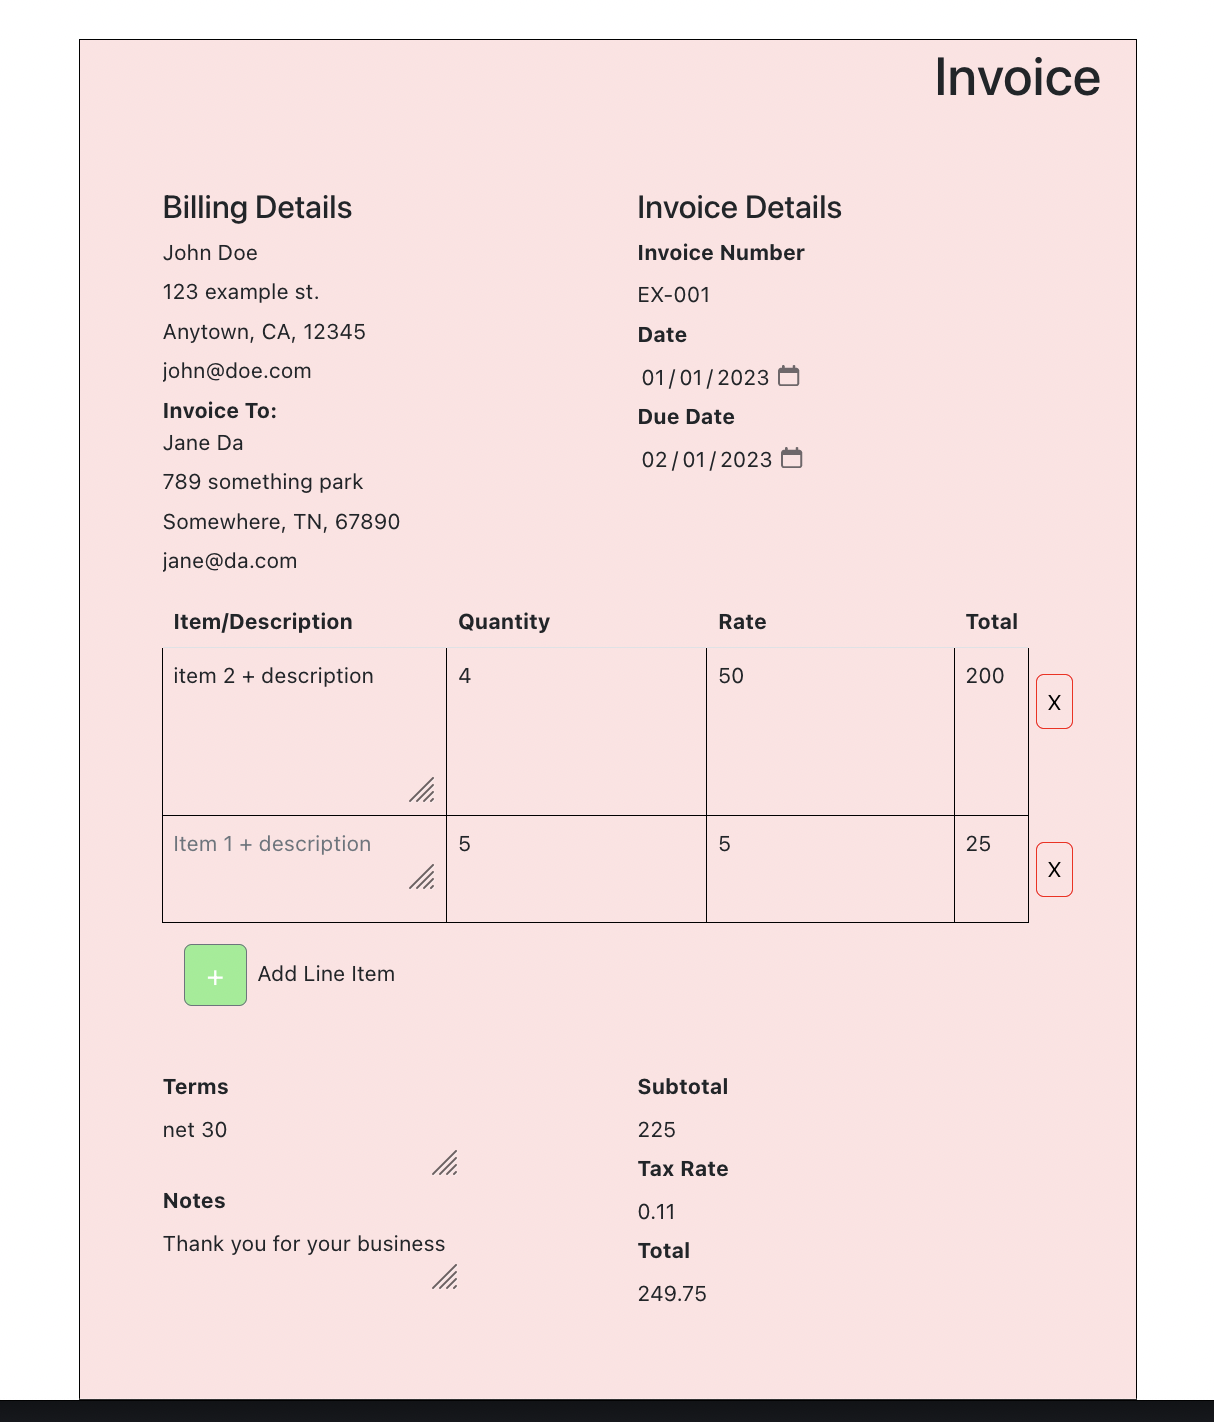 Invoice
Billing Details
John Doe
123 example st.
Anytown, CA, 12345
john@doe.com
Invoice To:
Jane Da
789 something park
Somewhere, TN, 67890
jane@da.com
Invoice Details
Invoice Number
EX-001
Date
01/01/2023
Due Date
02/01/2023
Item/Description Quantity Rate Total
item 2 + description 4 50 200 X
Item 1 + description 5 5 25 X
+ Add Line Item
Terms
net 30
Notes
Thank you for your business
Subtotal
225
Tax Rate
0.11
Total
249.75